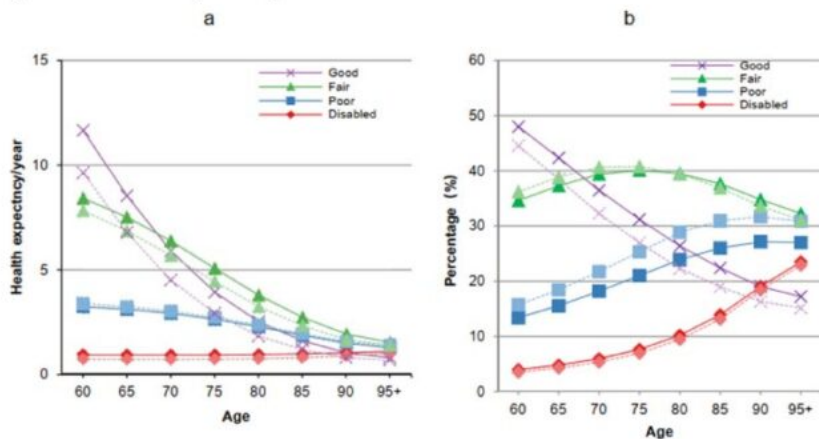 a
b
15
10
5
0
Health expectncy/year
Good
Fair
Poor
Disabled
60 65 70 75 80 85 90 95+
Age
60
50
40
30
20
10
0
Percentage (%)
Good
Fair
Poor
Disabled
60 65 70 75 80 85 90 95+
Age